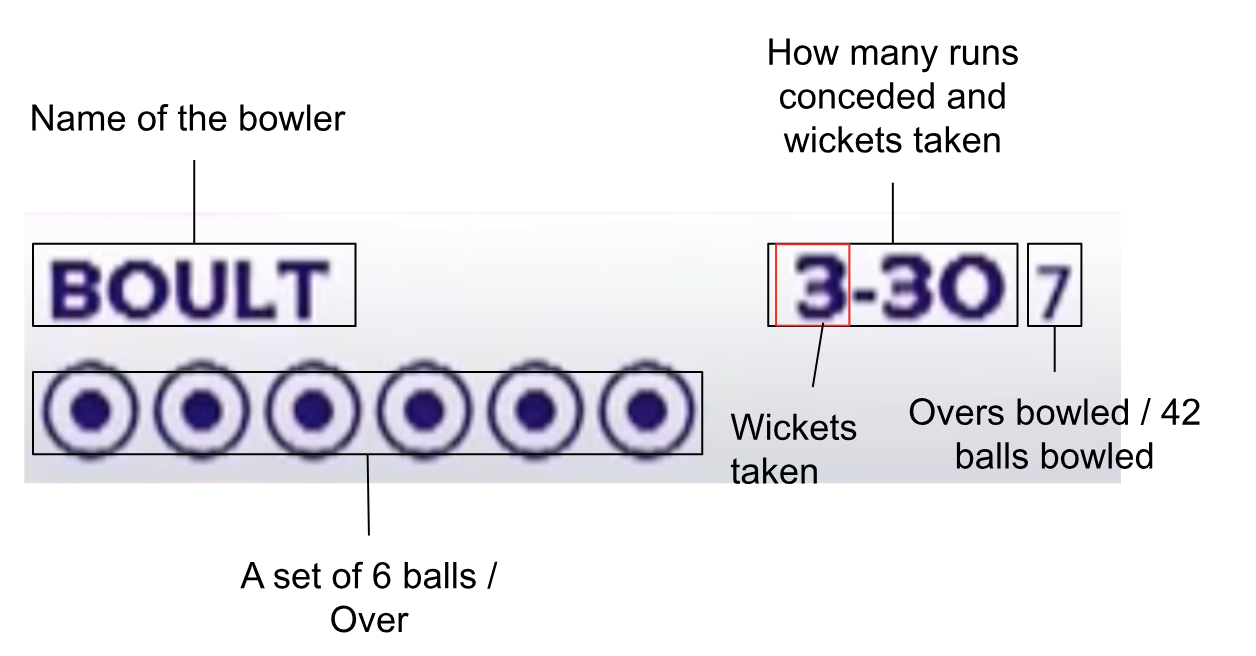 How many runs
conceded and
wickets taken
Name of the bowler
BOULT
3-30 7
Wickets
taken
Overs bowled / 42
balls bowled
A set of 6 balls /
Over